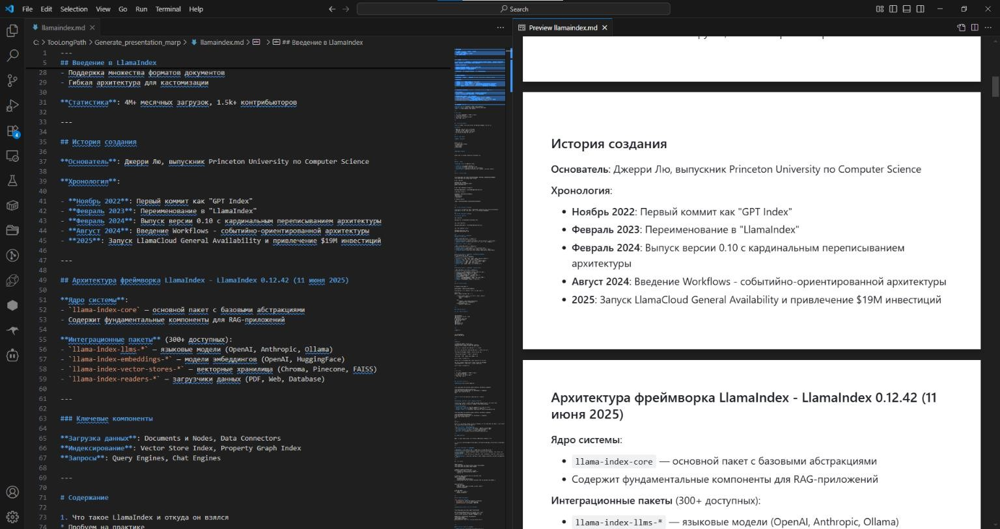 File Edit Selection View Go Run Terminal Help
Search
llamaindex.md
C: > TooLongPath > Generate_presentation_marp > llamaindex.md > ## Введение в LlamaIndex
1 ---
5 ## Введение в LlamaIndex
28 - Поддержка множества форматов документов
29 - Гибкая архитектура для кастомизации
30
31 **Статистика**: 4M+ месячных загрузок, 1.5k+ контрибьюторов
32
33 ---
34
35 ## История создания
36
37 **Основатель**: Джерри Лю, выпускник Princeton University по Computer Science
38
39 **Хронология**:
40
41 - **Ноябрь 2022**: Первый коммит как "GPT Index"
42 - **Февраль 2023**: Переименование в "LlamaIndex"
43 - **Февраль 2024**: Выпуск версии 0.10 с кардинальным переписыванием архитектуры
44 - **Август 2024**: Введение Workflows - событийно-ориентированной архитектуры
45 - **2025**: Запуск LlamaCloud General Availability и привлечение $19M инвестиций
46
47 ---
48
49 ## Архитектура фреймворка LlamaIndex - LlamaIndex 0.12.42 (11 июня 2025)
50
51 **Ядро системы**:
52 - `llama-index-core` — основной пакет с базовыми абстракциями
53 - Содержит фундаментальные компоненты для RAG-приложений
54
55 **Интеграционные пакеты** (300+ доступных):
56 - `llama-index-llms-*` — языковые модели (OpenAI, Anthropic, Ollama)
57 - `llama-index-embeddings-*` — модели эмбеддингов (OpenAI, HuggingFace)
58 - `llama-index-vector-stores-*` — векторные хранилища (Chroma, Pinecone, FAISS)
59 - `llama-index-readers-*` — загрузчики данных (PDF, Web, Database)
60
61 ---
62
63 ### Ключевые компоненты
64
65 **Загрузка данных**: Documents и Nodes, Data Connectors
66 **Индексирование**: Vector Store Index, Property Graph Index
67 **Запросы**: Query Engines, Chat Engines
68
69 ---
70
71 # Содержание
72
73 1. Что такое LlamaIndex и откуда он взялся
74 * Пробуем на практике
4
Preview llamaindex.md
История создания
Основатель: Джерри Лю, выпускник Princeton University по Computer Science
Хронология:
• Ноябрь 2022: Первый коммит как "GPT Index"
• Февраль 2023: Переименование в "LlamaIndex"
• Февраль 2024: Выпуск версии 0.10 с кардинальным переписыванием
архитектуры
• Август 2024: Введение Workflows - событийно-ориентированной архитектуры
• 2025: Запуск LlamaCloud General Availability и привлечение $19M инвестиций
Архитектура фреймворка LlamaIndex - LlamaIndex 0.12.42 (11
июня 2025)
Ядро системы:
• llama-index-core — основной пакет с базовыми абстракциями
• Содержит фундаментальные компоненты для RAG-приложений
Интеграционные пакеты (300+ доступных):
• llama-index-llms-* — языковые модели (OpenAI, Anthropic, Ollama)